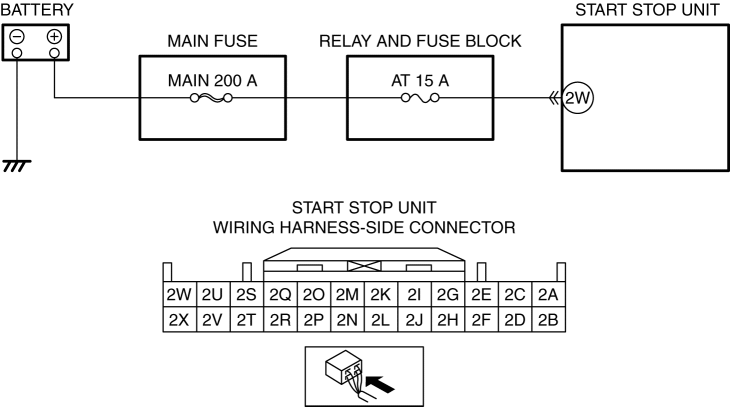 BATTERY
START STOP UNIT
MAIN FUSE
RELAY AND FUSE BLOCK
MAIN 200 A
AT 15 A
2W
START STOP UNIT
WIRING HARNESS-SIDE CONNECTOR
2W 2U 2S 2Q 2O 2M 2K 2I 2G 2E 2C 2A
2X 2V 2T 2R 2P 2N 2L 2J 2H 2F 2D 2B